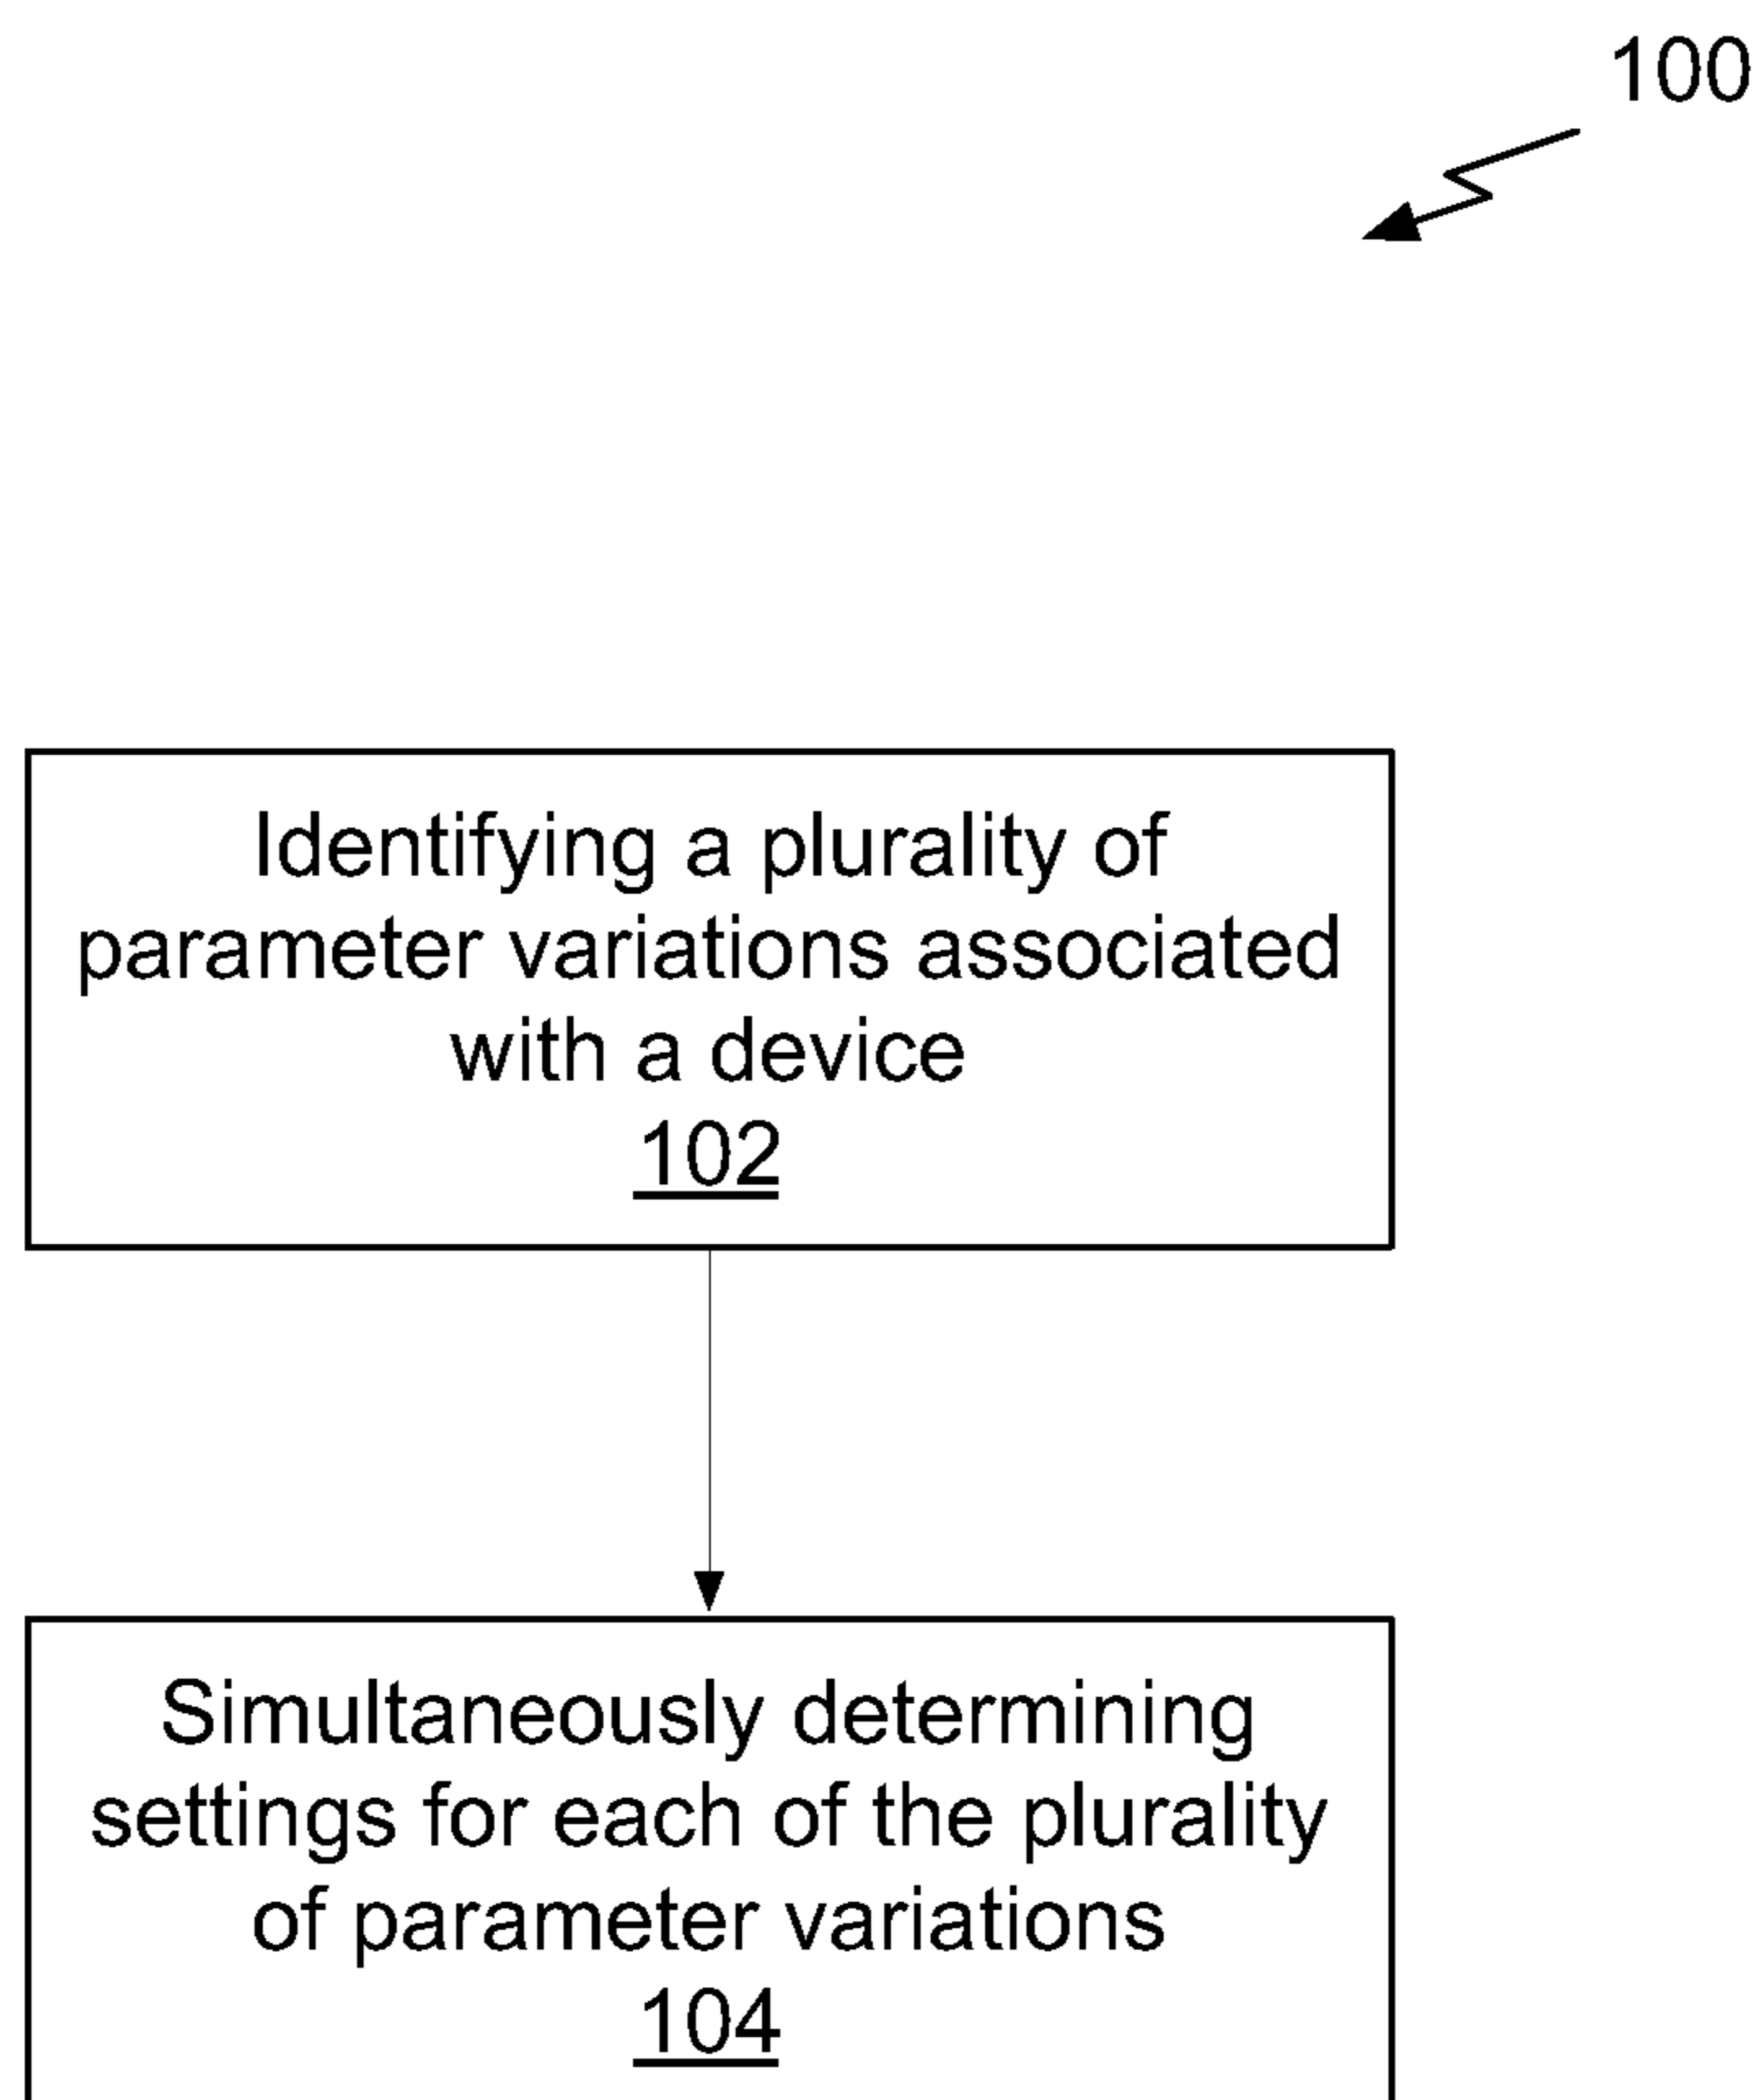 100
Identifying a plurality of
parameter variations associated
with a device
102
Simultaneously determining
settings for each of the plurality
of parameter variations
104